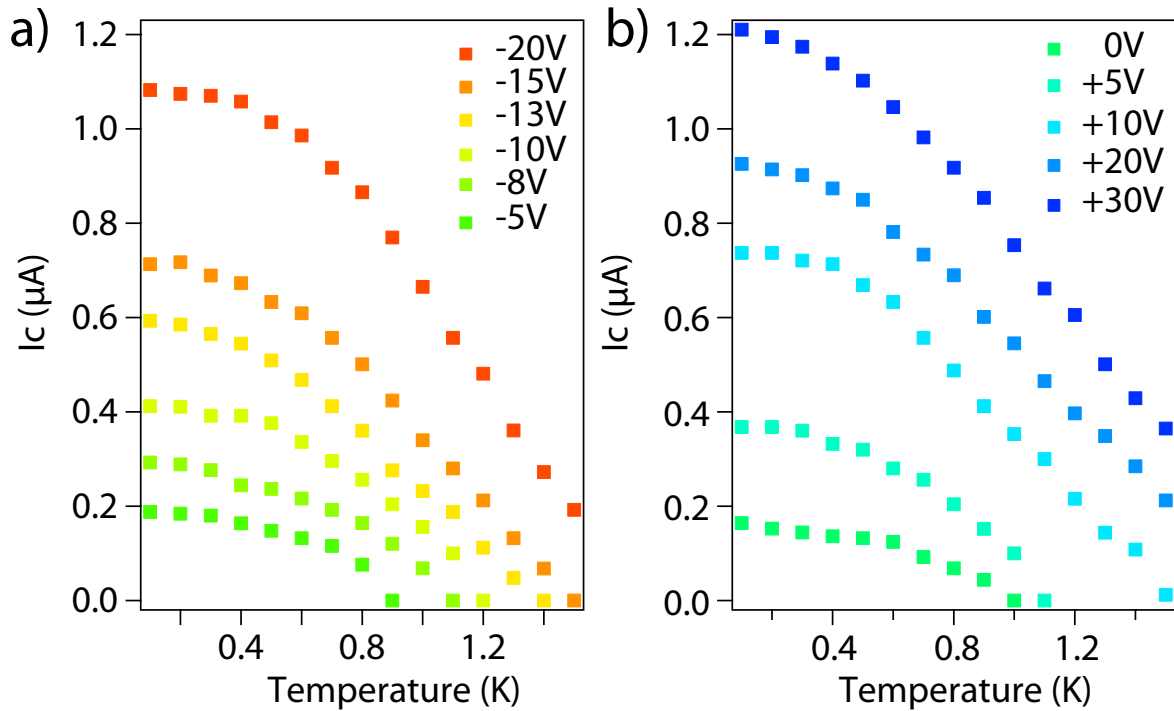 a)
1.2
1.0
0.8
0.6
0.4
0.2
0.0
Ic (µA)
-20V
-15V
-13V
-10V
-8V
-5V
0.4
0.8
1.2
Temperature (K)
b)
1.2
1.0
0.8
0.6
0.4
0.2
0.0
Ic (µA)
0V
+5V
+10V
+20V
+30V
0.4
0.8
1.2
Temperature (K)